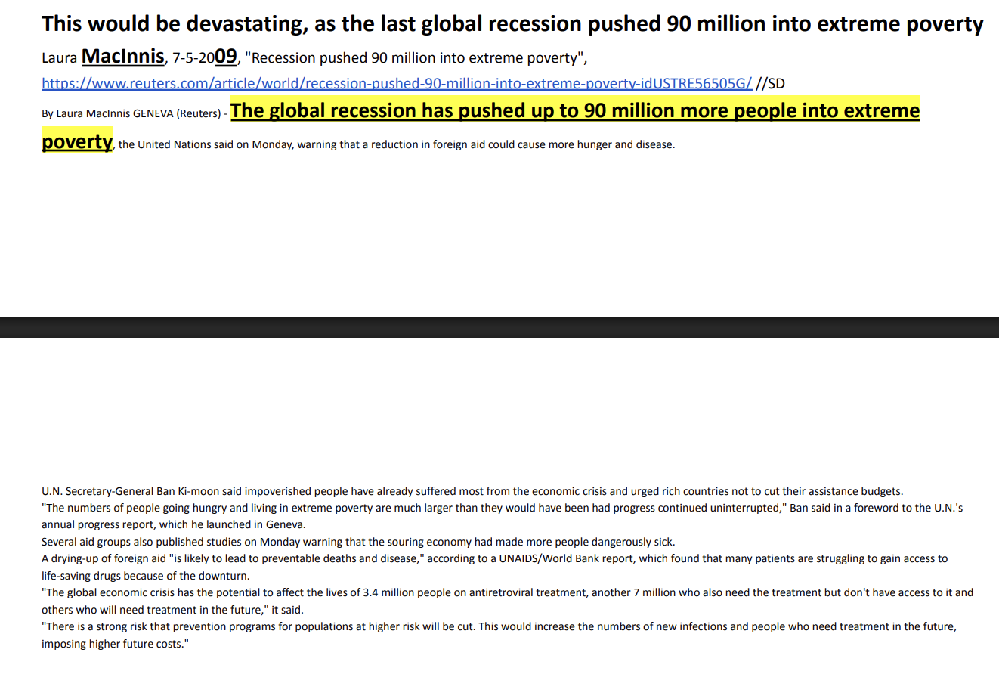 This would be devastating, as the last global recession pushed 90 million into extreme poverty
Laura MacInnis, 7-5-2009, "Recession pushed 90 million into extreme poverty",
https://www.reuters.com/article/world/recession-pushed-90-million-into-extreme-poverty-idUSTRE56505G/ //SD
By Laura MacInnis GENEVA (Reuters) - The global recession has pushed up to 90 million more people into extreme
poverty, the United Nations said on Monday, warning that a reduction in foreign aid could cause more hunger and disease.
U.N. Secretary-General Ban Ki-moon said impoverished people have already suffered most from the economic crisis and urged rich countries not to cut their assistance budgets.
"The numbers of people going hungry and living in extreme poverty are much larger than they would have been had progress continued uninterrupted," Ban said in a foreword to the U.N.'s
annual progress report, which he launched in Geneva.
Several aid groups also published studies on Monday warning that the souring economy had made more people dangerously sick.
A drying-up of foreign aid "is likely to lead to preventable deaths and disease," according to a UNAIDS/World Bank report, which found that many patients are struggling to gain access to
life-saving drugs because of the downturn.
"The global economic crisis has the potential to affect the lives of 3.4 million people on antiretroviral treatment, another 7 million who also need the treatment but don't have access to it and
others who will need treatment in the future," it said.
"There is a strong risk that prevention programs for populations at higher risk will be cut. This would increase the numbers of new infections and people who need treatment in the future,
imposing higher future costs."